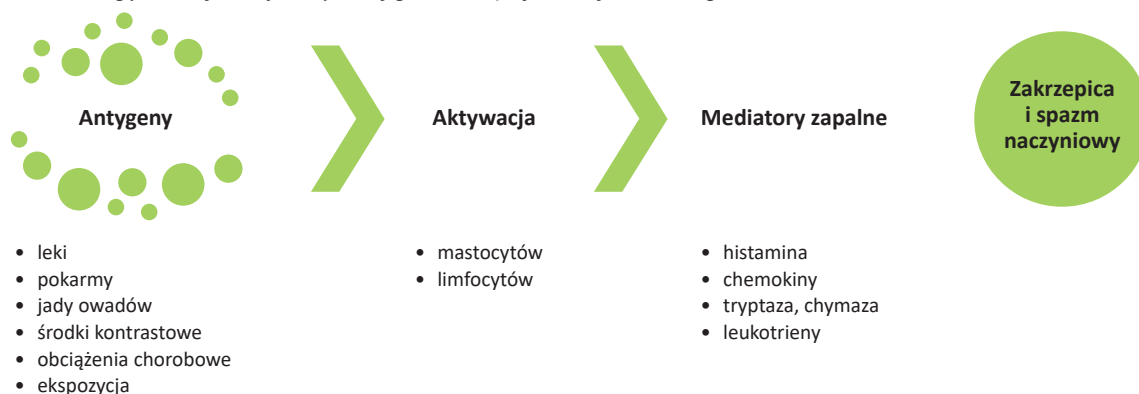 Antygeny
Aktywacja
Mediatory zapalne
Zakrzepica
i spazm
naczyniowy
• leki
• pokarmy
• jady owadów
• środki kontrastowe
• obciążenia chorobowe
• ekspozycja
• mastocytów
• limfocytów
• histamina
• chemokiny
• tryptaza, chymaza
• leukotrieny